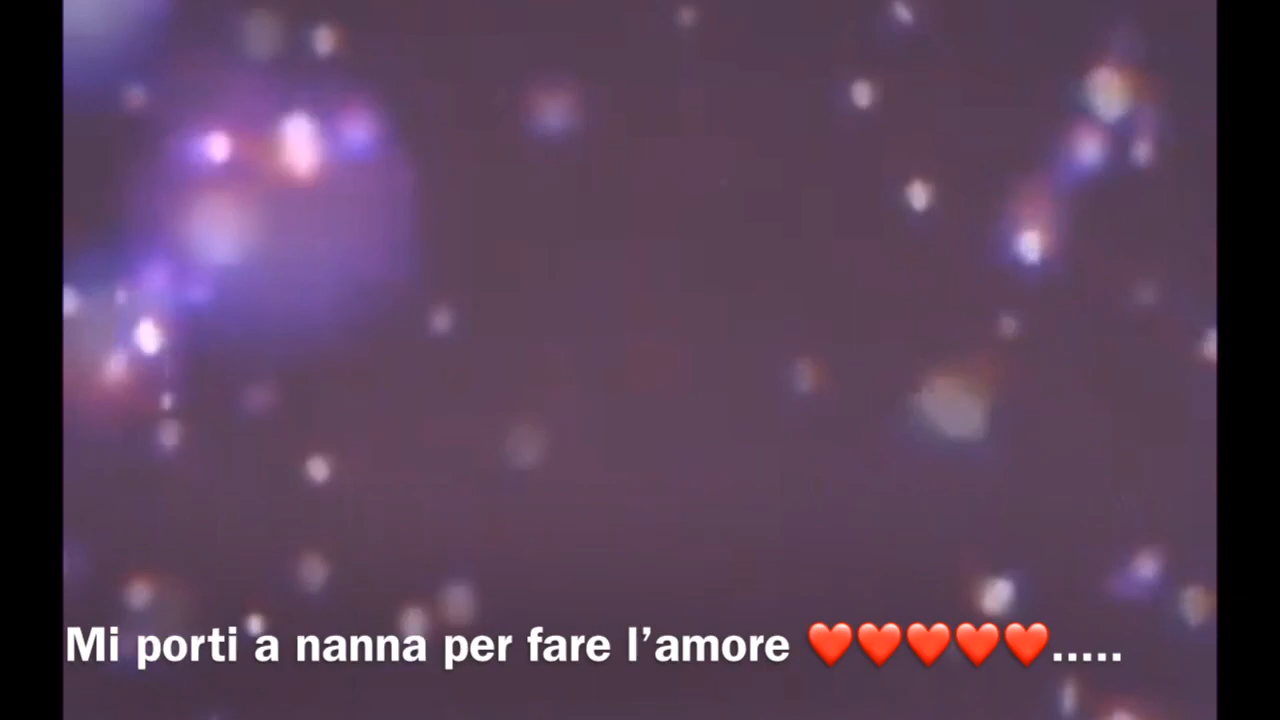 Mi porti a nanna per fare l’amore ❤️❤️❤️❤️❤️.....